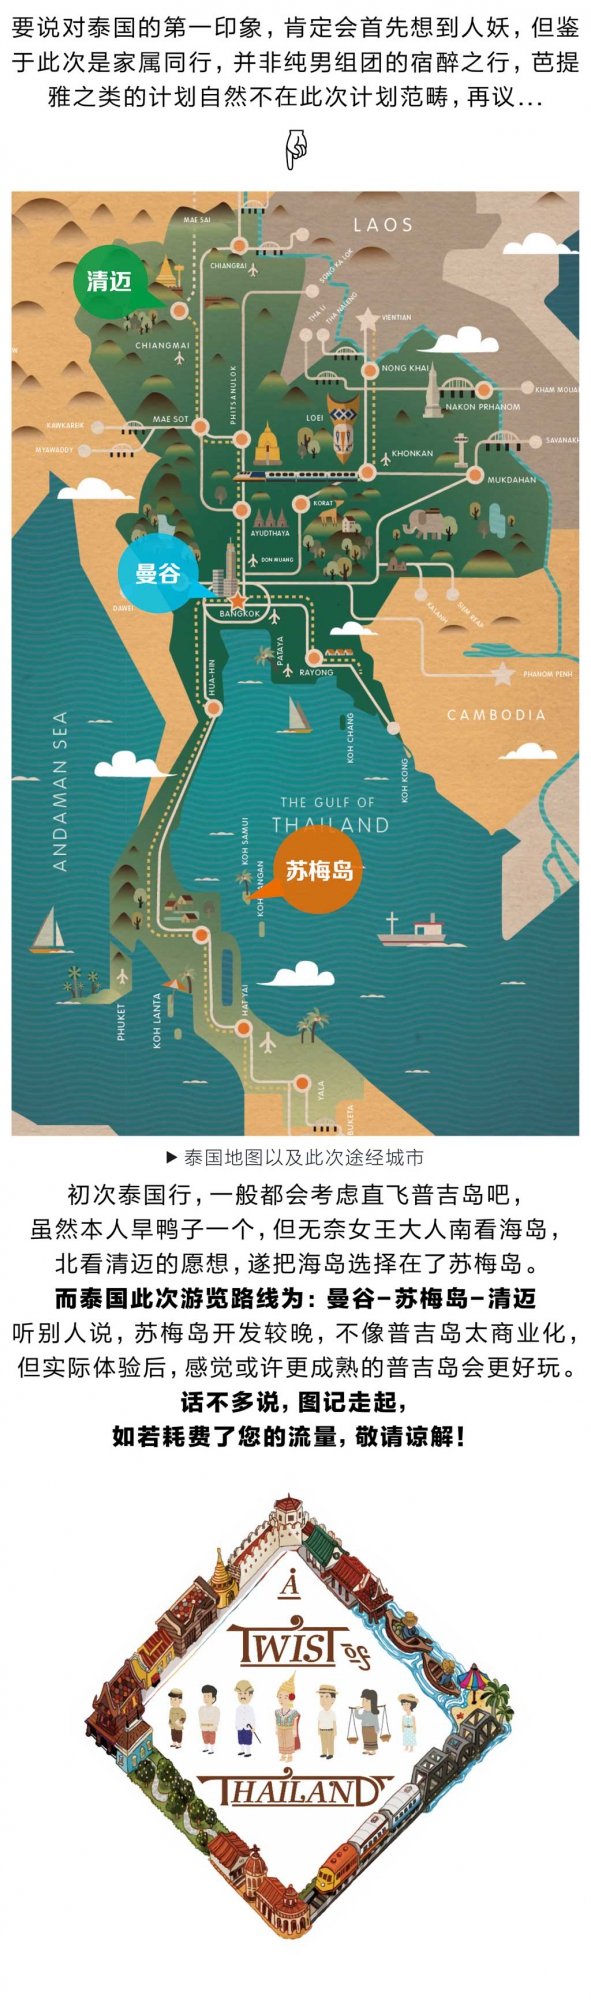 要说对泰国的第一印象，肯定会首先想到人妖，但鉴
于此次是家属同行，并非纯男组团的宿醉之行，芭提
雅之类的计划自然不在此次计划范畴，再议...
MAE SAI
LAOS
CHIANGRAI
SONG KA LOK
清迈
THA LI
THA NALENG
VIENTIAN
CHIANGMAI
PHITSANULOK
NONG KHAI
KHAM MOUA
NAKON PRHANOM
KAWKAREIK
MAE SOT
LOEI
MYAWADDY
SAVANAKH
KHONKAN
MUKDAHAN
KORAT
AYUDTHAYA
DON MUANG
曼谷
DAWEI
BANGKOK
KALASIN
SIEM REAP
PATAYA
RAYONG
PHANOM PENH
HUA-HIN
CAMBODIA
KOH CHANG
KOH KONG
ANDAMAN SEA
THE GULF OF
THAILAND
KOH SAMUI
苏梅岛
PHUKET
KOH LANTA
HAT YAI
YALA
BUKETA
▶ 泰国地图以及此次途经城市
初次泰国行，一般都会考虑直飞普吉岛吧，
虽然本人旱鸭子一个，但无奈女王大人南看海岛，
北看清迈的愿想，遂把海岛选择在了苏梅岛。
而泰国此次游览路线为：曼谷-苏梅岛-清迈
听别人说，苏梅岛开发较晚，不像普吉岛太商业化，
但实际体验后，感觉或许更成熟的普吉岛会更好玩。
话不多说，图记走起，
如若耗费了您的流量，敬请谅解！
A
TWIST of
THAILAND